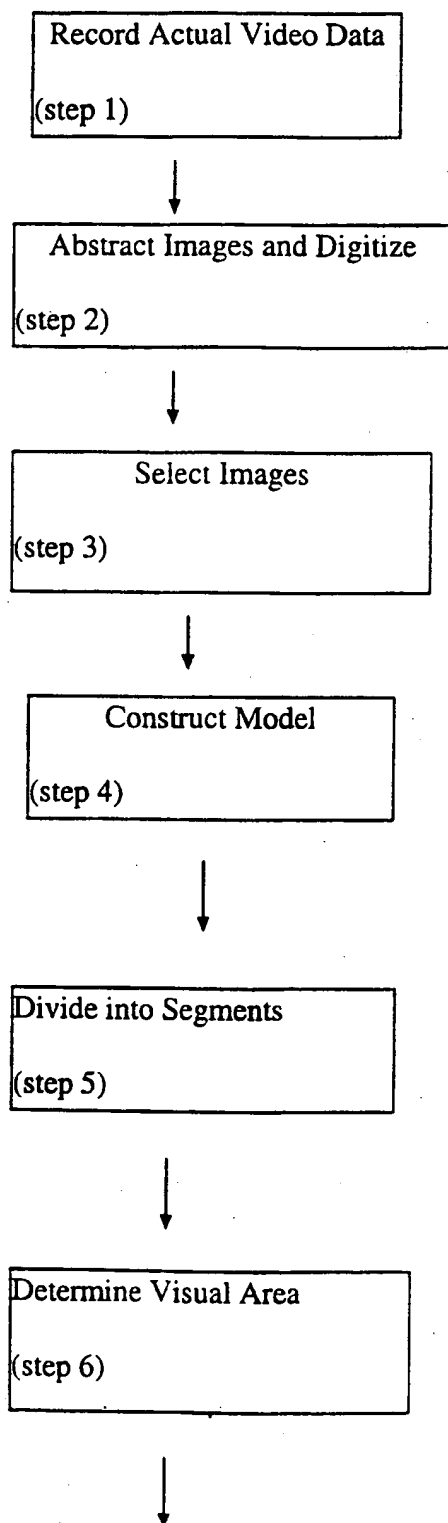 Record Actual Video Data
(step 1)
Abstract Images and Digitize
(step 2)
Select Images
(step 3)
Construct Model
(step 4)
Divide into Segments
(step 5)
Determine Visual Area
(step 6)